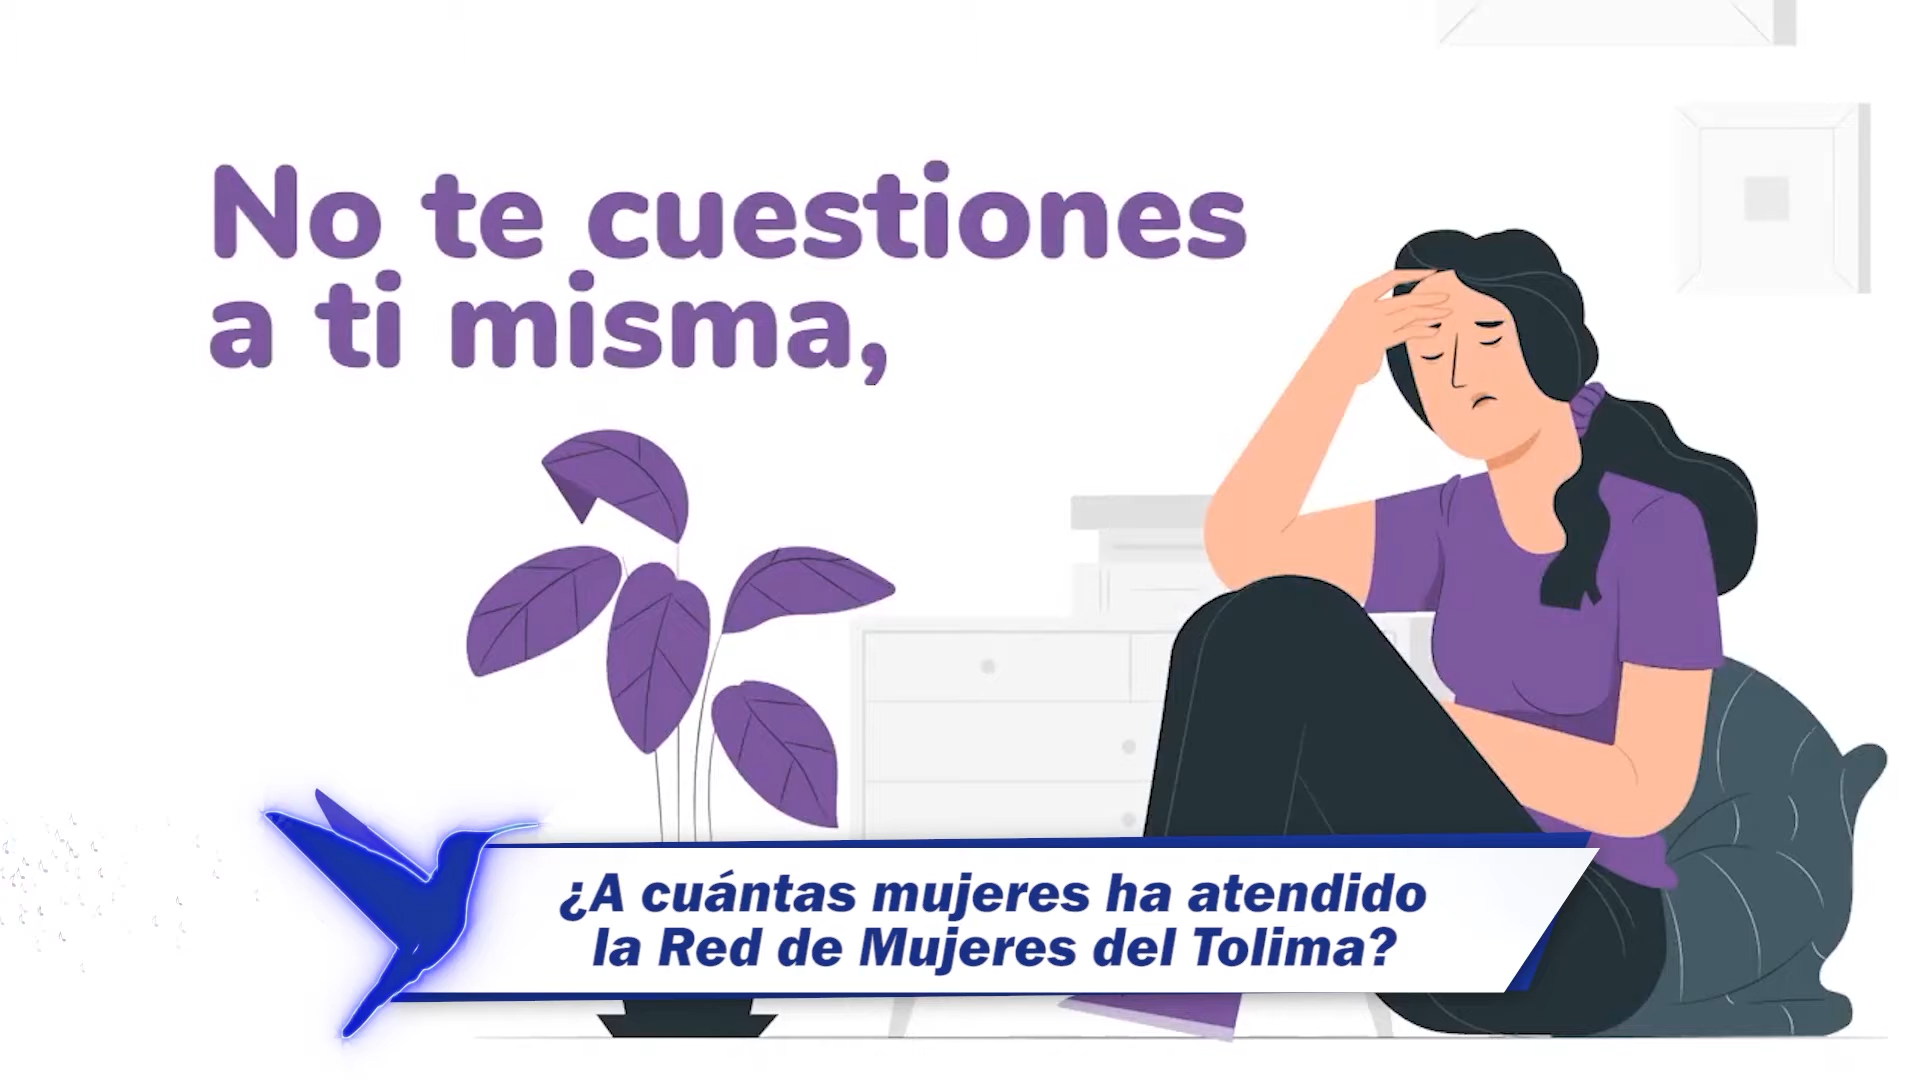 No te cuestiones
a ti misma,
¿A cuántas mujeres ha atendido
la Red de Mujeres del Tolima?